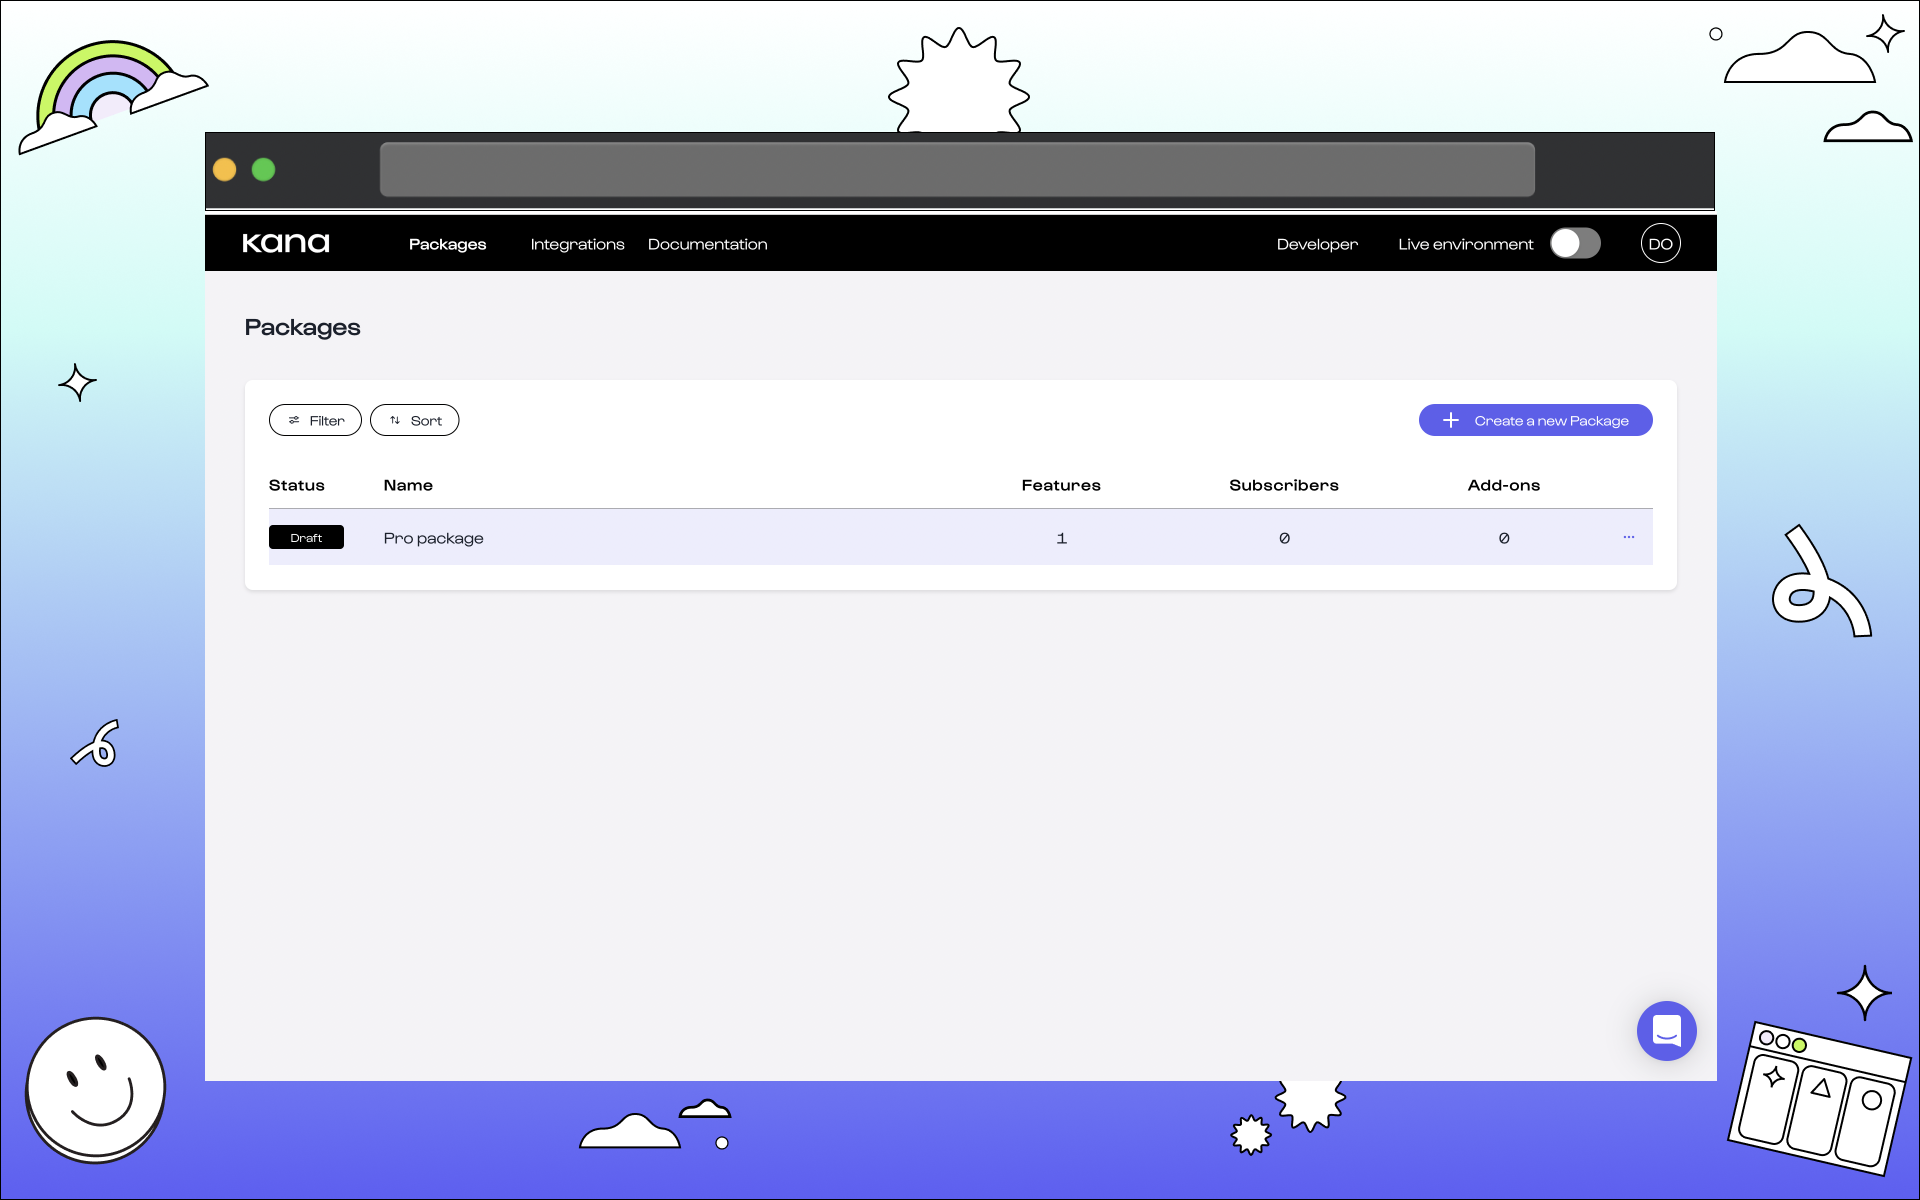 kana Packages Integrations Documentation Developer Live environment DO
Packages
Filter Sort Create a new Package
Status Name Features Subscribers Add-ons
Draft Pro package 1 0 0